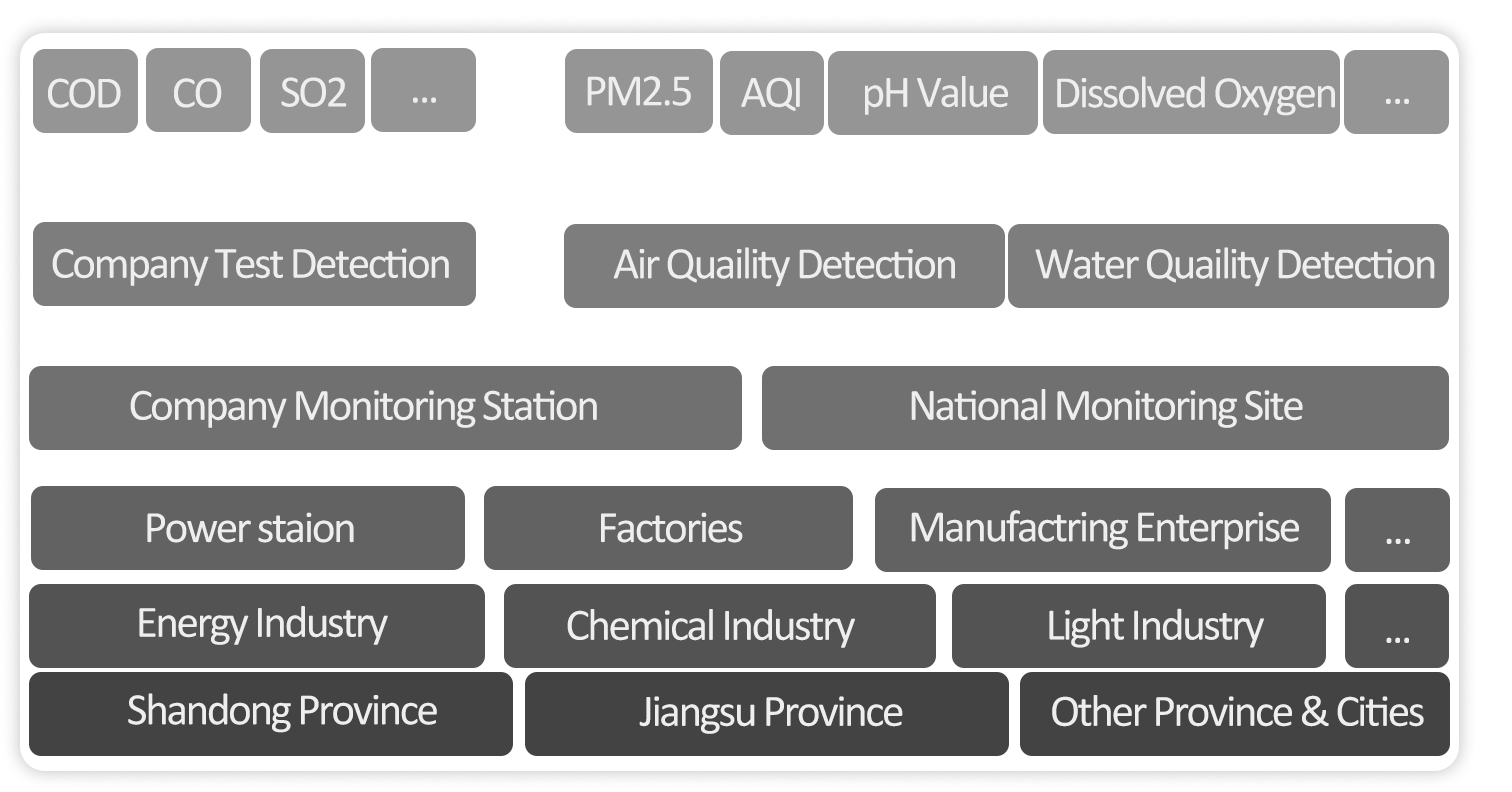 COD CO SO2 ... PM2.5 AQI pH Value Dissolved Oxygen ...
Company Test Detection Air Quaility Detection Water Quaility Detection
Company Monitoring Station National Monitoring Site
Power staion Factories Manufactring Enterprise ...
Energy Industry Chemical Industry Light Industry ...
Shandong Province Jiangsu Province Other Province & Cities